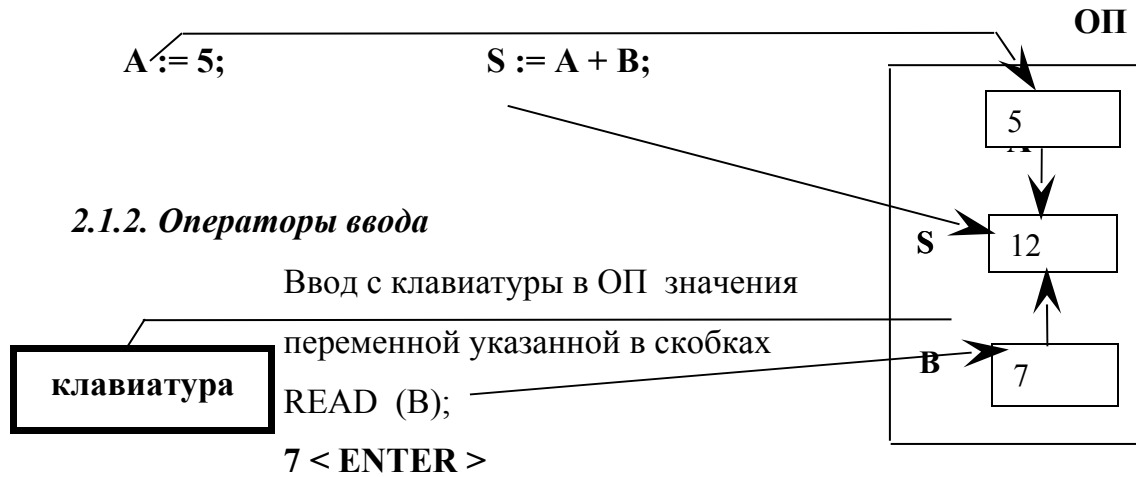 ОП
A := 5; S := A + B;
5
A
2.1.2. Операторы ввода
S
12
Ввод с клавиатуры в ОП значения
переменной указанной в скобках
клавиатура
B
7
READ (B);
7 < ENTER >